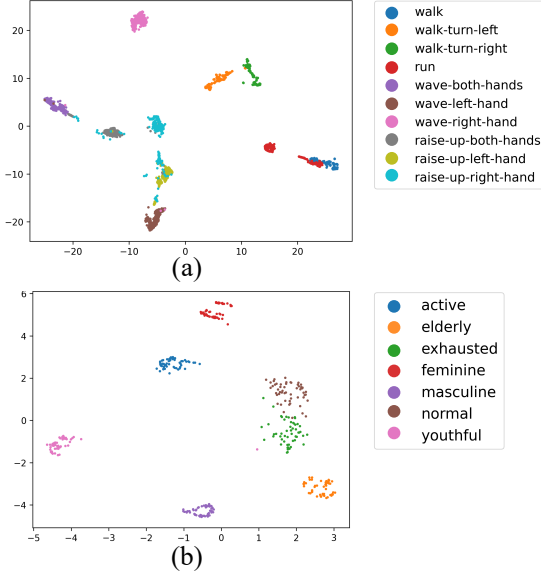 20
10
0
−10
−20
−20
−10
0
10
20
walk
walk-turn-left
walk-turn-right
run
wave-both-hands
wave-left-hand
wave-right-hand
raise-up-both-hands
raise-up-left-hand
raise-up-right-hand
(a)
6
4
2
0
−2
−4
−5
−4
−3
−2
−1
0
1
2
3
active
elderly
exhausted
feminine
masculine
normal
youthful
(b)